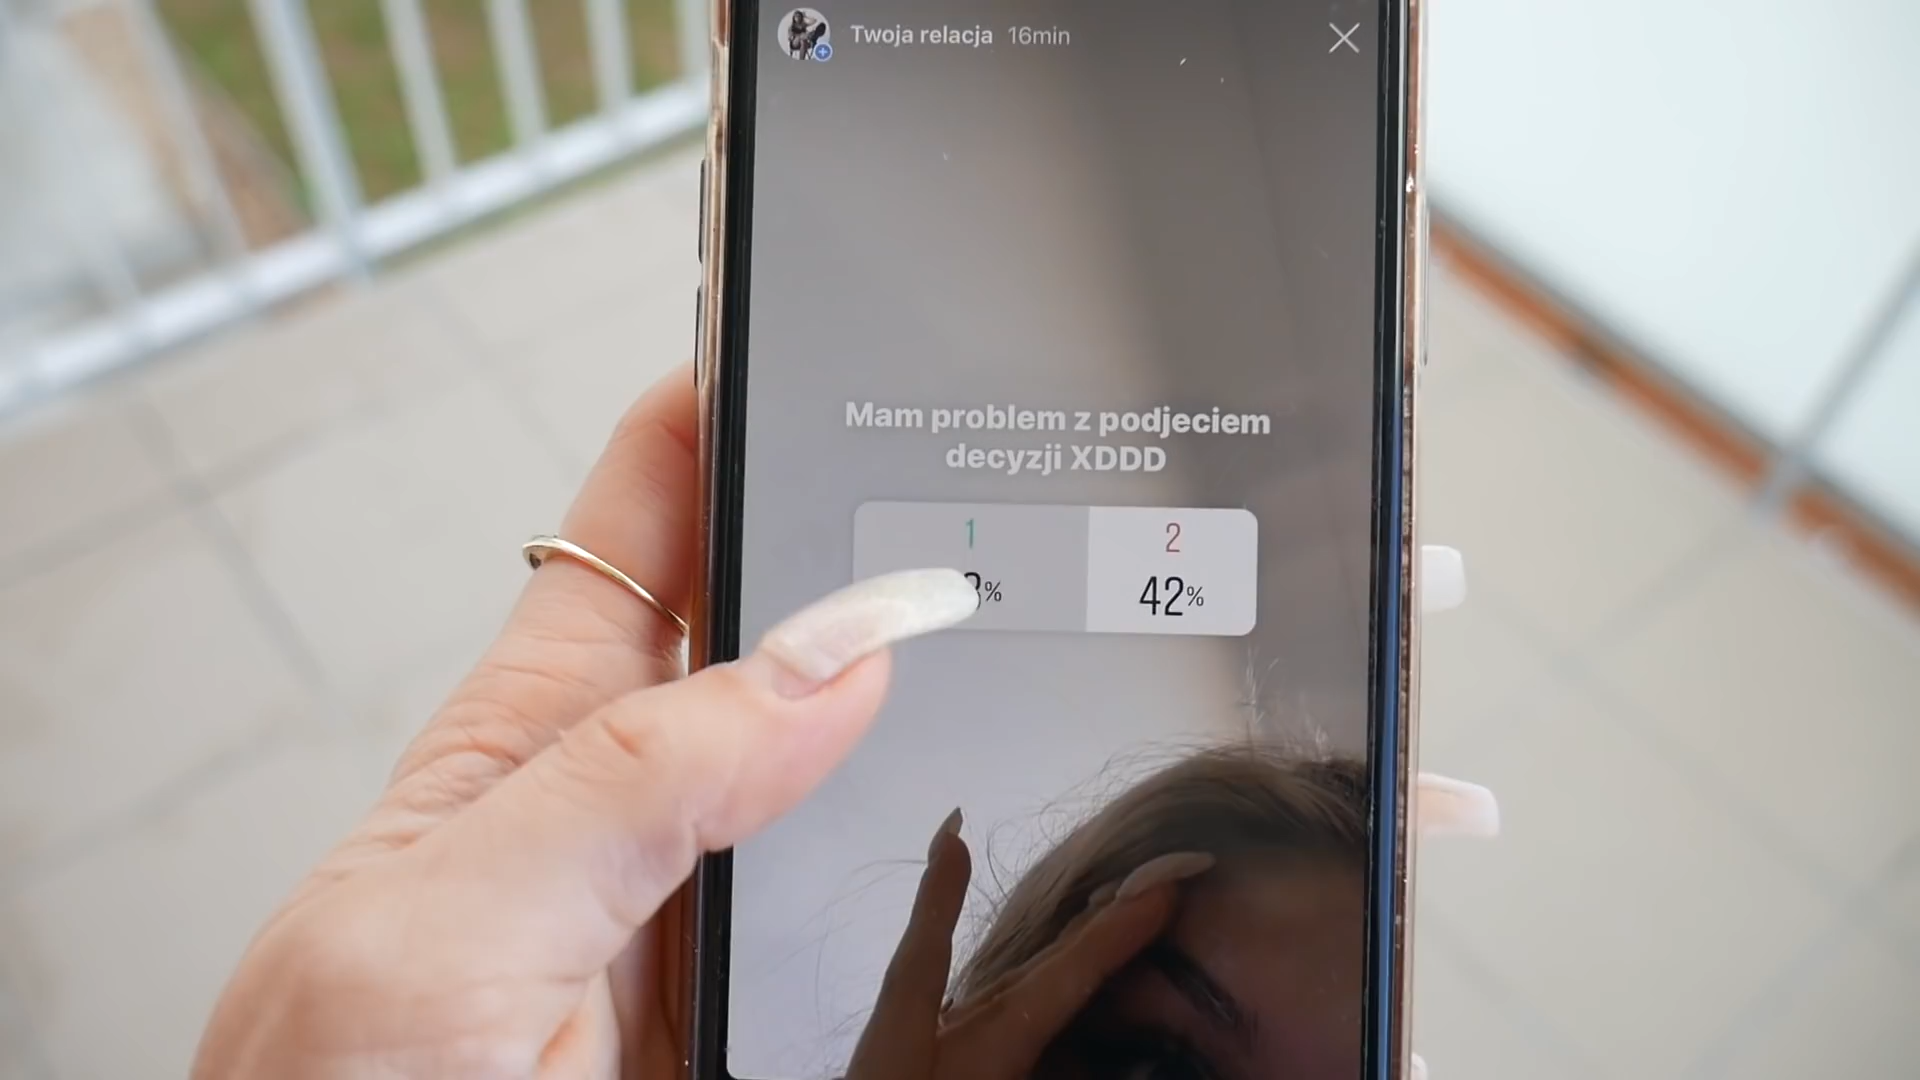 Twoja relacja 16min
Mam problem z podjeciem
decyzji XDDD
1 2
% 42%